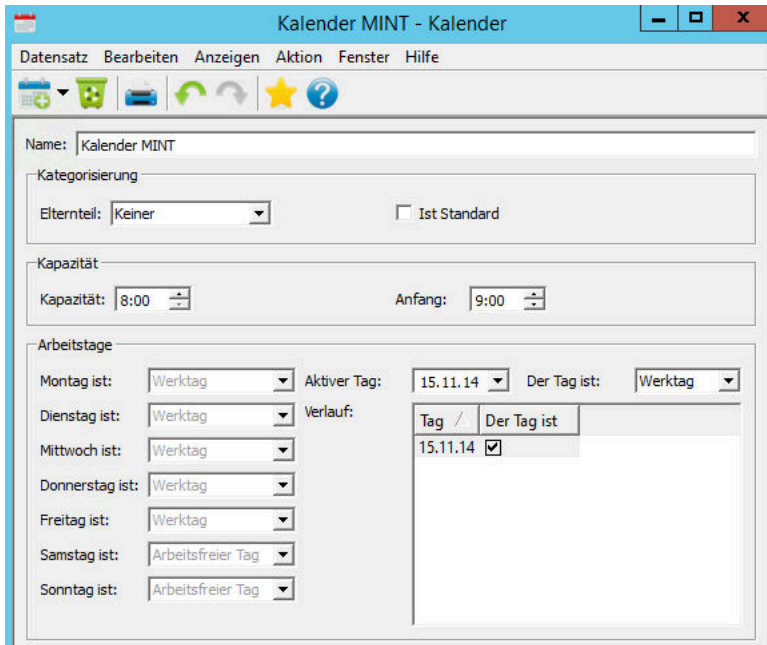 Kalender MINT - Kalender
Datensatz Bearbeiten Anzeigen Aktion Fenster Hilfe
Name: Kalender MINT
Kategorisierung
Elternteil: Keiner Ist Standard
Kapazität
Kapazität: 8:00 Anfang: 9:00
Arbeitstage
Montag ist: Werktag Aktiver Tag: 15.11.14 Der Tag ist: Werktag
Dienstag ist: Werktag Verlauf: Tag Der Tag ist
Mittwoch ist: Werktag 15.11.14
Donnerstag ist: Werktag
Freitag ist: Werktag
Samstag ist: Arbeitsfreier Tag
Sonntag ist: Arbeitsfreier Tag